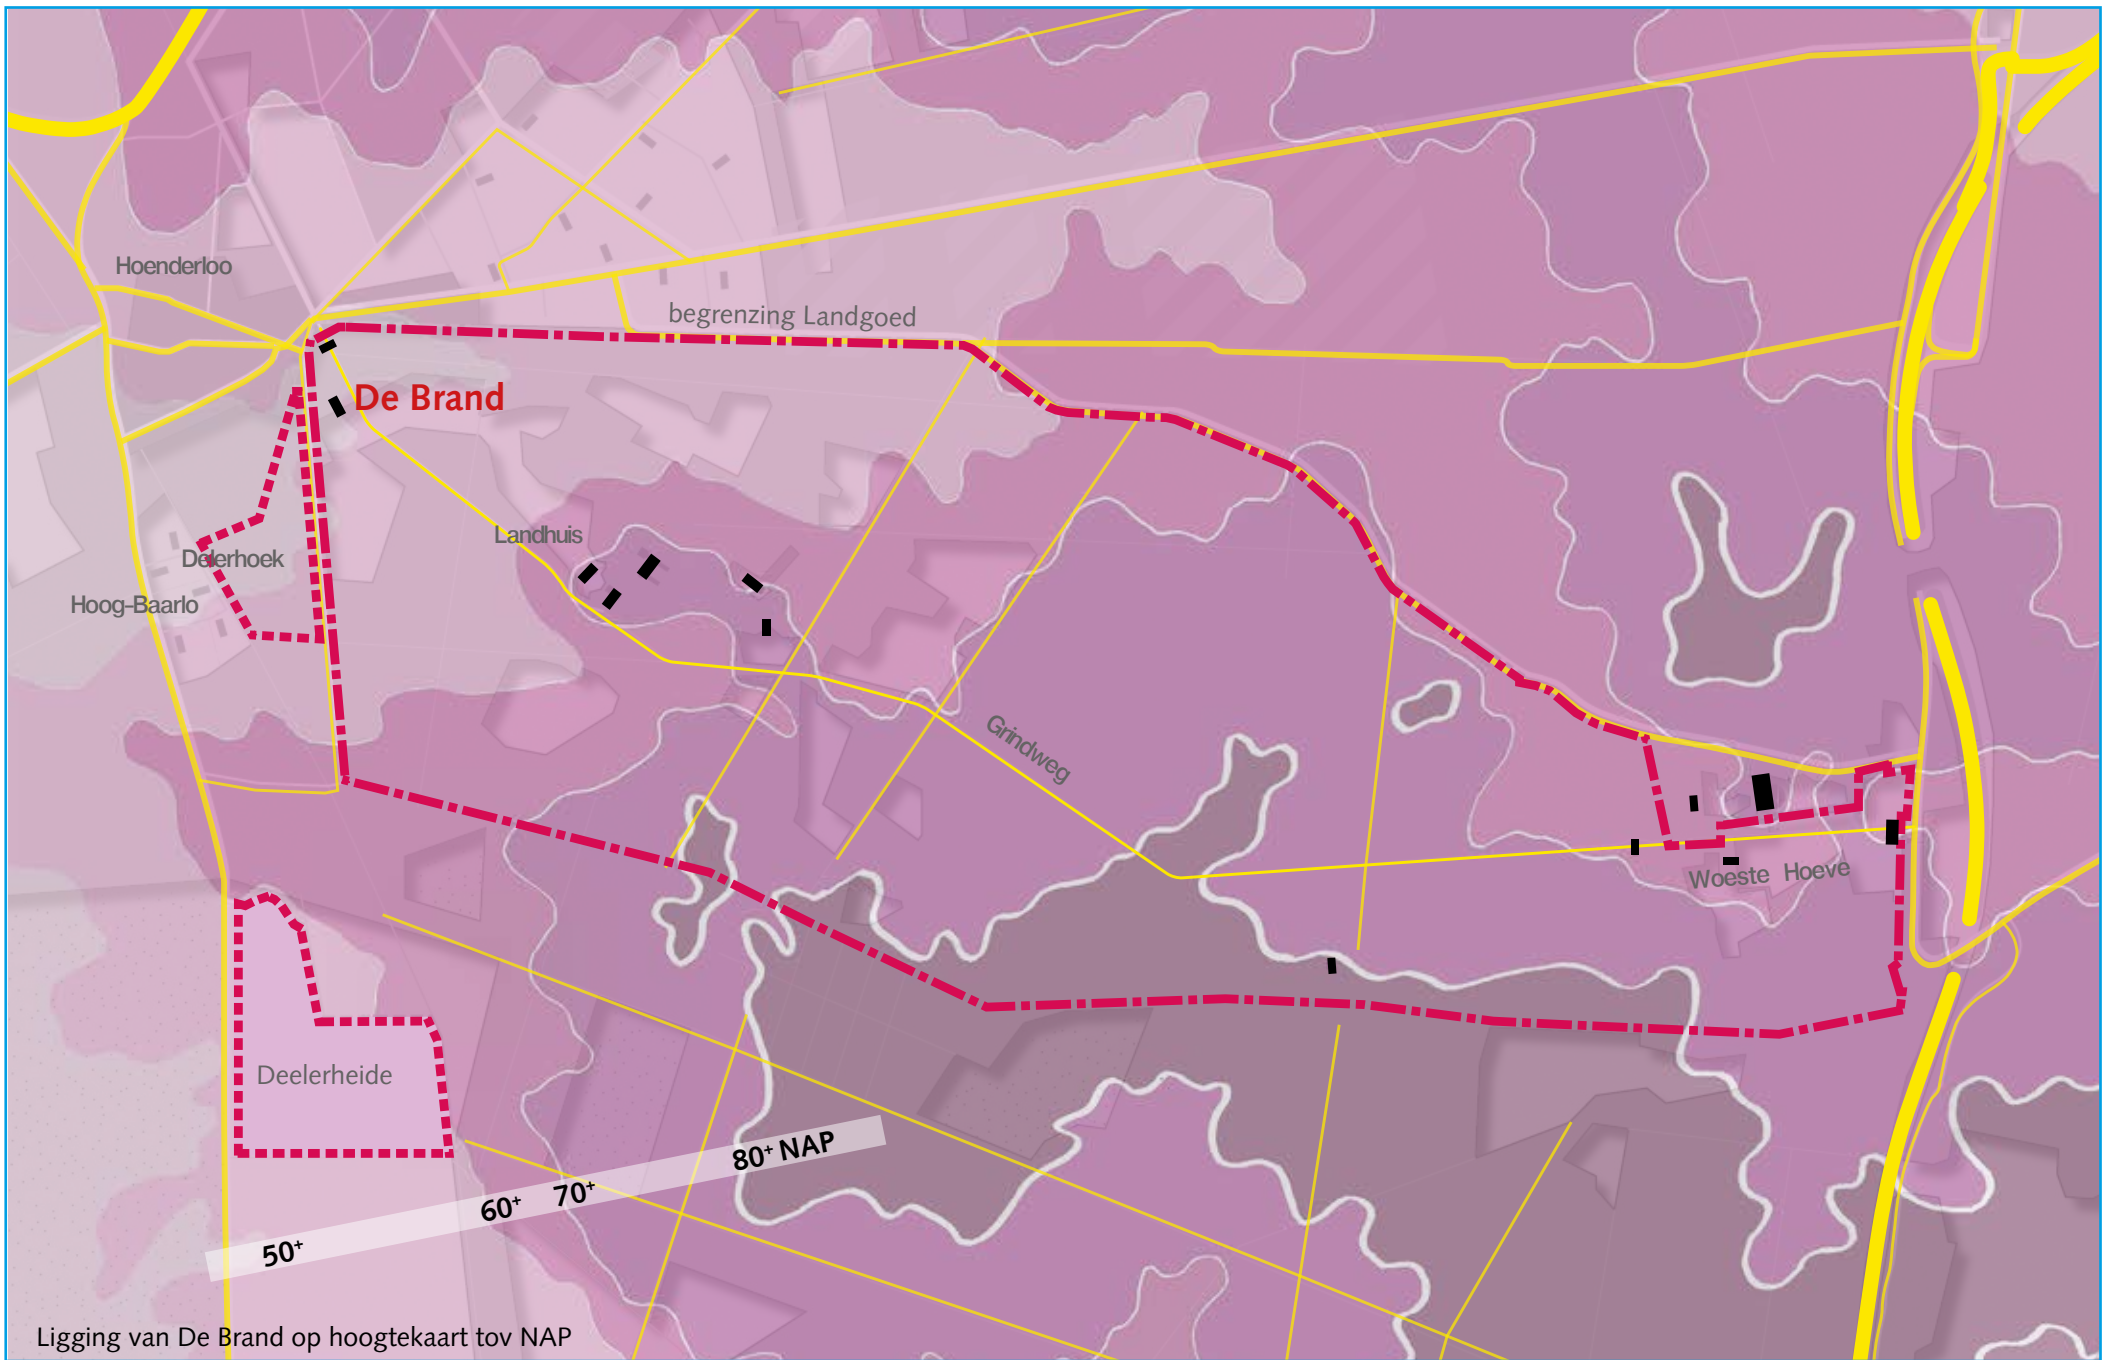 Hoenderloo
begrenzing Landgoed
De Brand
Landhuis
Delerhoek
Hoog-Baarlo
Grindweg
Woeste Hoeve
Deelerheide
80+ NAP
70+
60+
50+
Ligging van De Brand op hoogtekaart tov NAP